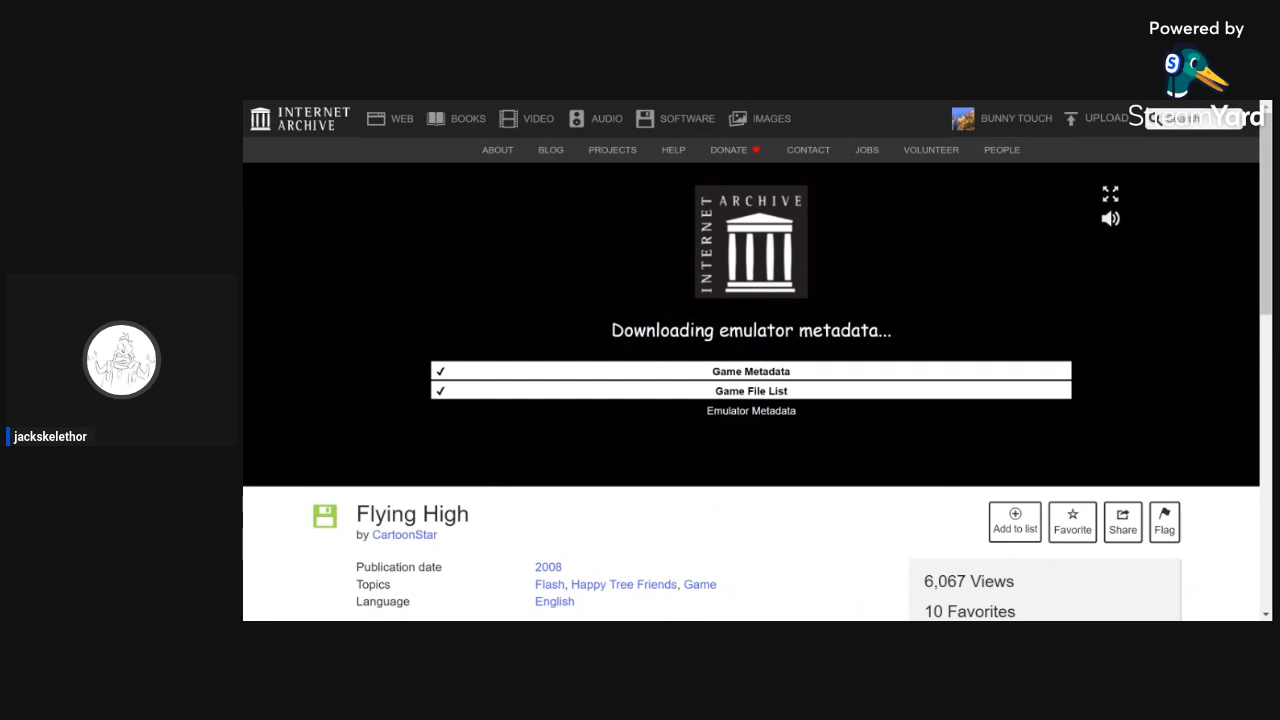 Powered by
StreamYard
INTERNET ARCHIVE
WEB
BOOKS
VIDEO
AUDIO
SOFTWARE
IMAGES
BUNNY TOUCH
UPLOAD
Search
ABOUT
BLOG
PROJECTS
HELP
DONATE
CONTACT
JOBS
VOLUNTEER
PEOPLE
INTERNET ARCHIVE
Downloading emulator metadata...
✓ Game Metadata
✓ Game File List
Emulator Metadata
jackskelethor
Flying High
by CartoonStar
Add to list
Favorite
Share
Flag
Publication date 2008
Topics Flash, Happy Tree Friends, Game
Language English
6,067 Views
10 Favorites